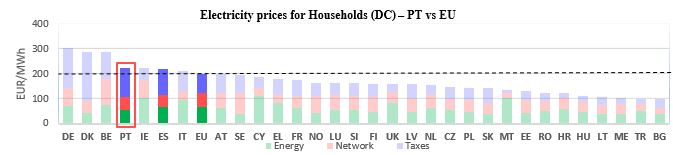 Electricity prices for Households (DC) – PT vs EU
400
300
200
100
0
EUR/MWh
DE DK BE PT IE ES IT EU AT SE CY EL FR NO LU SI FI UK LV NL CZ PL SK MT EE RO HR HU LT ME TR BG
Energy Network Taxes